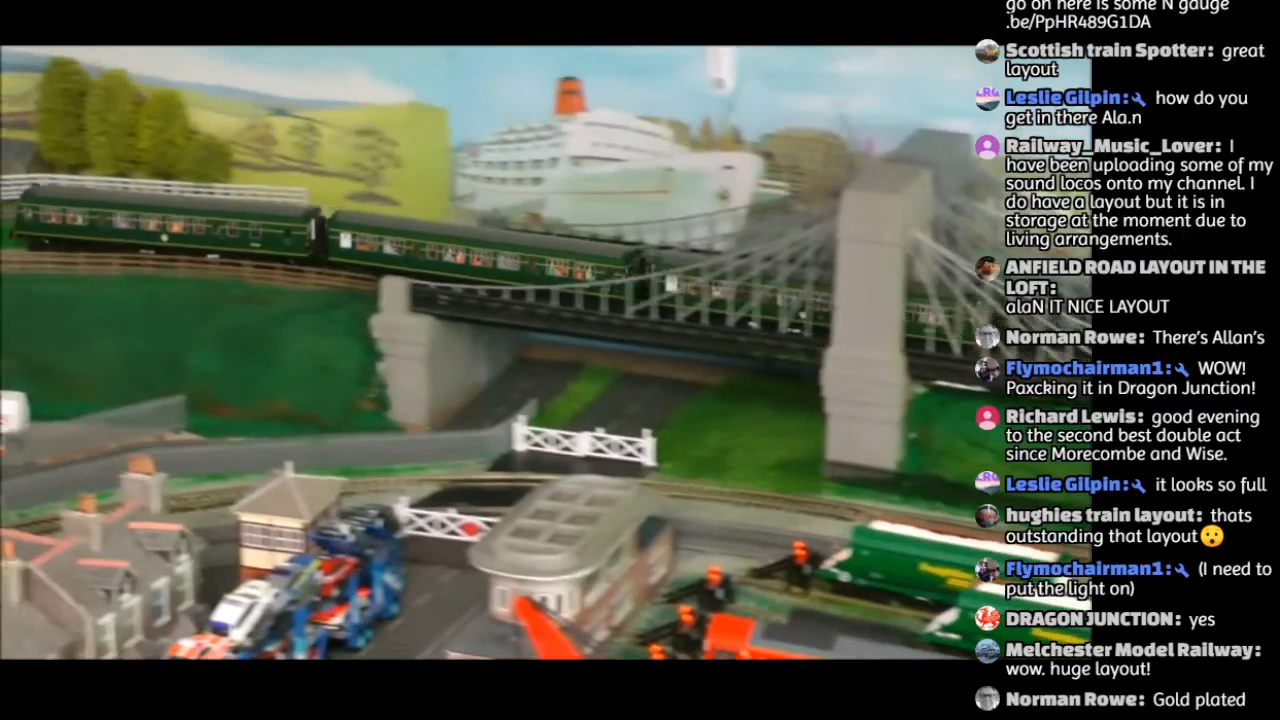 go on here is some N gauge
.be/PpHR489G1DA
Scottish train Spotter: great
layout
Leslie Gilpin: how do you
get in there Ala.n
Railway_Music_Lover: I
have been uploading some of my
sound locos onto my channel. I
do have a layout but it is in
storage at the moment due to
living arrangements.
ANFIELD ROAD LAYOUT IN THE
LOFT:
alaN IT NICE LAYOUT
Norman Rowe: There's Allan's
Flymochairman1: WOW!
Paxcking it in Dragon Junction!
Richard Lewis: good evening
to the second best double act
since Morecombe and Wise.
Leslie Gilpin: it looks so full
hughies train layout: thats
outstanding that layout😮
Flymochairman1: (I need to
put the light on)
DRAGON JUNCTION: yes
Melchester Model Railway:
wow. huge layout!
Norman Rowe: Gold plated